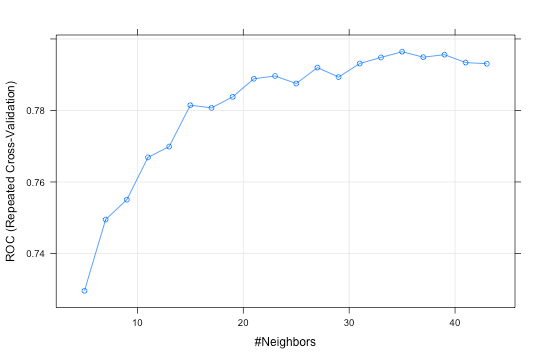 ROC (Repeated Cross-Validation)
0.78
0.76
0.74
10 20 30 40
#Neighbors